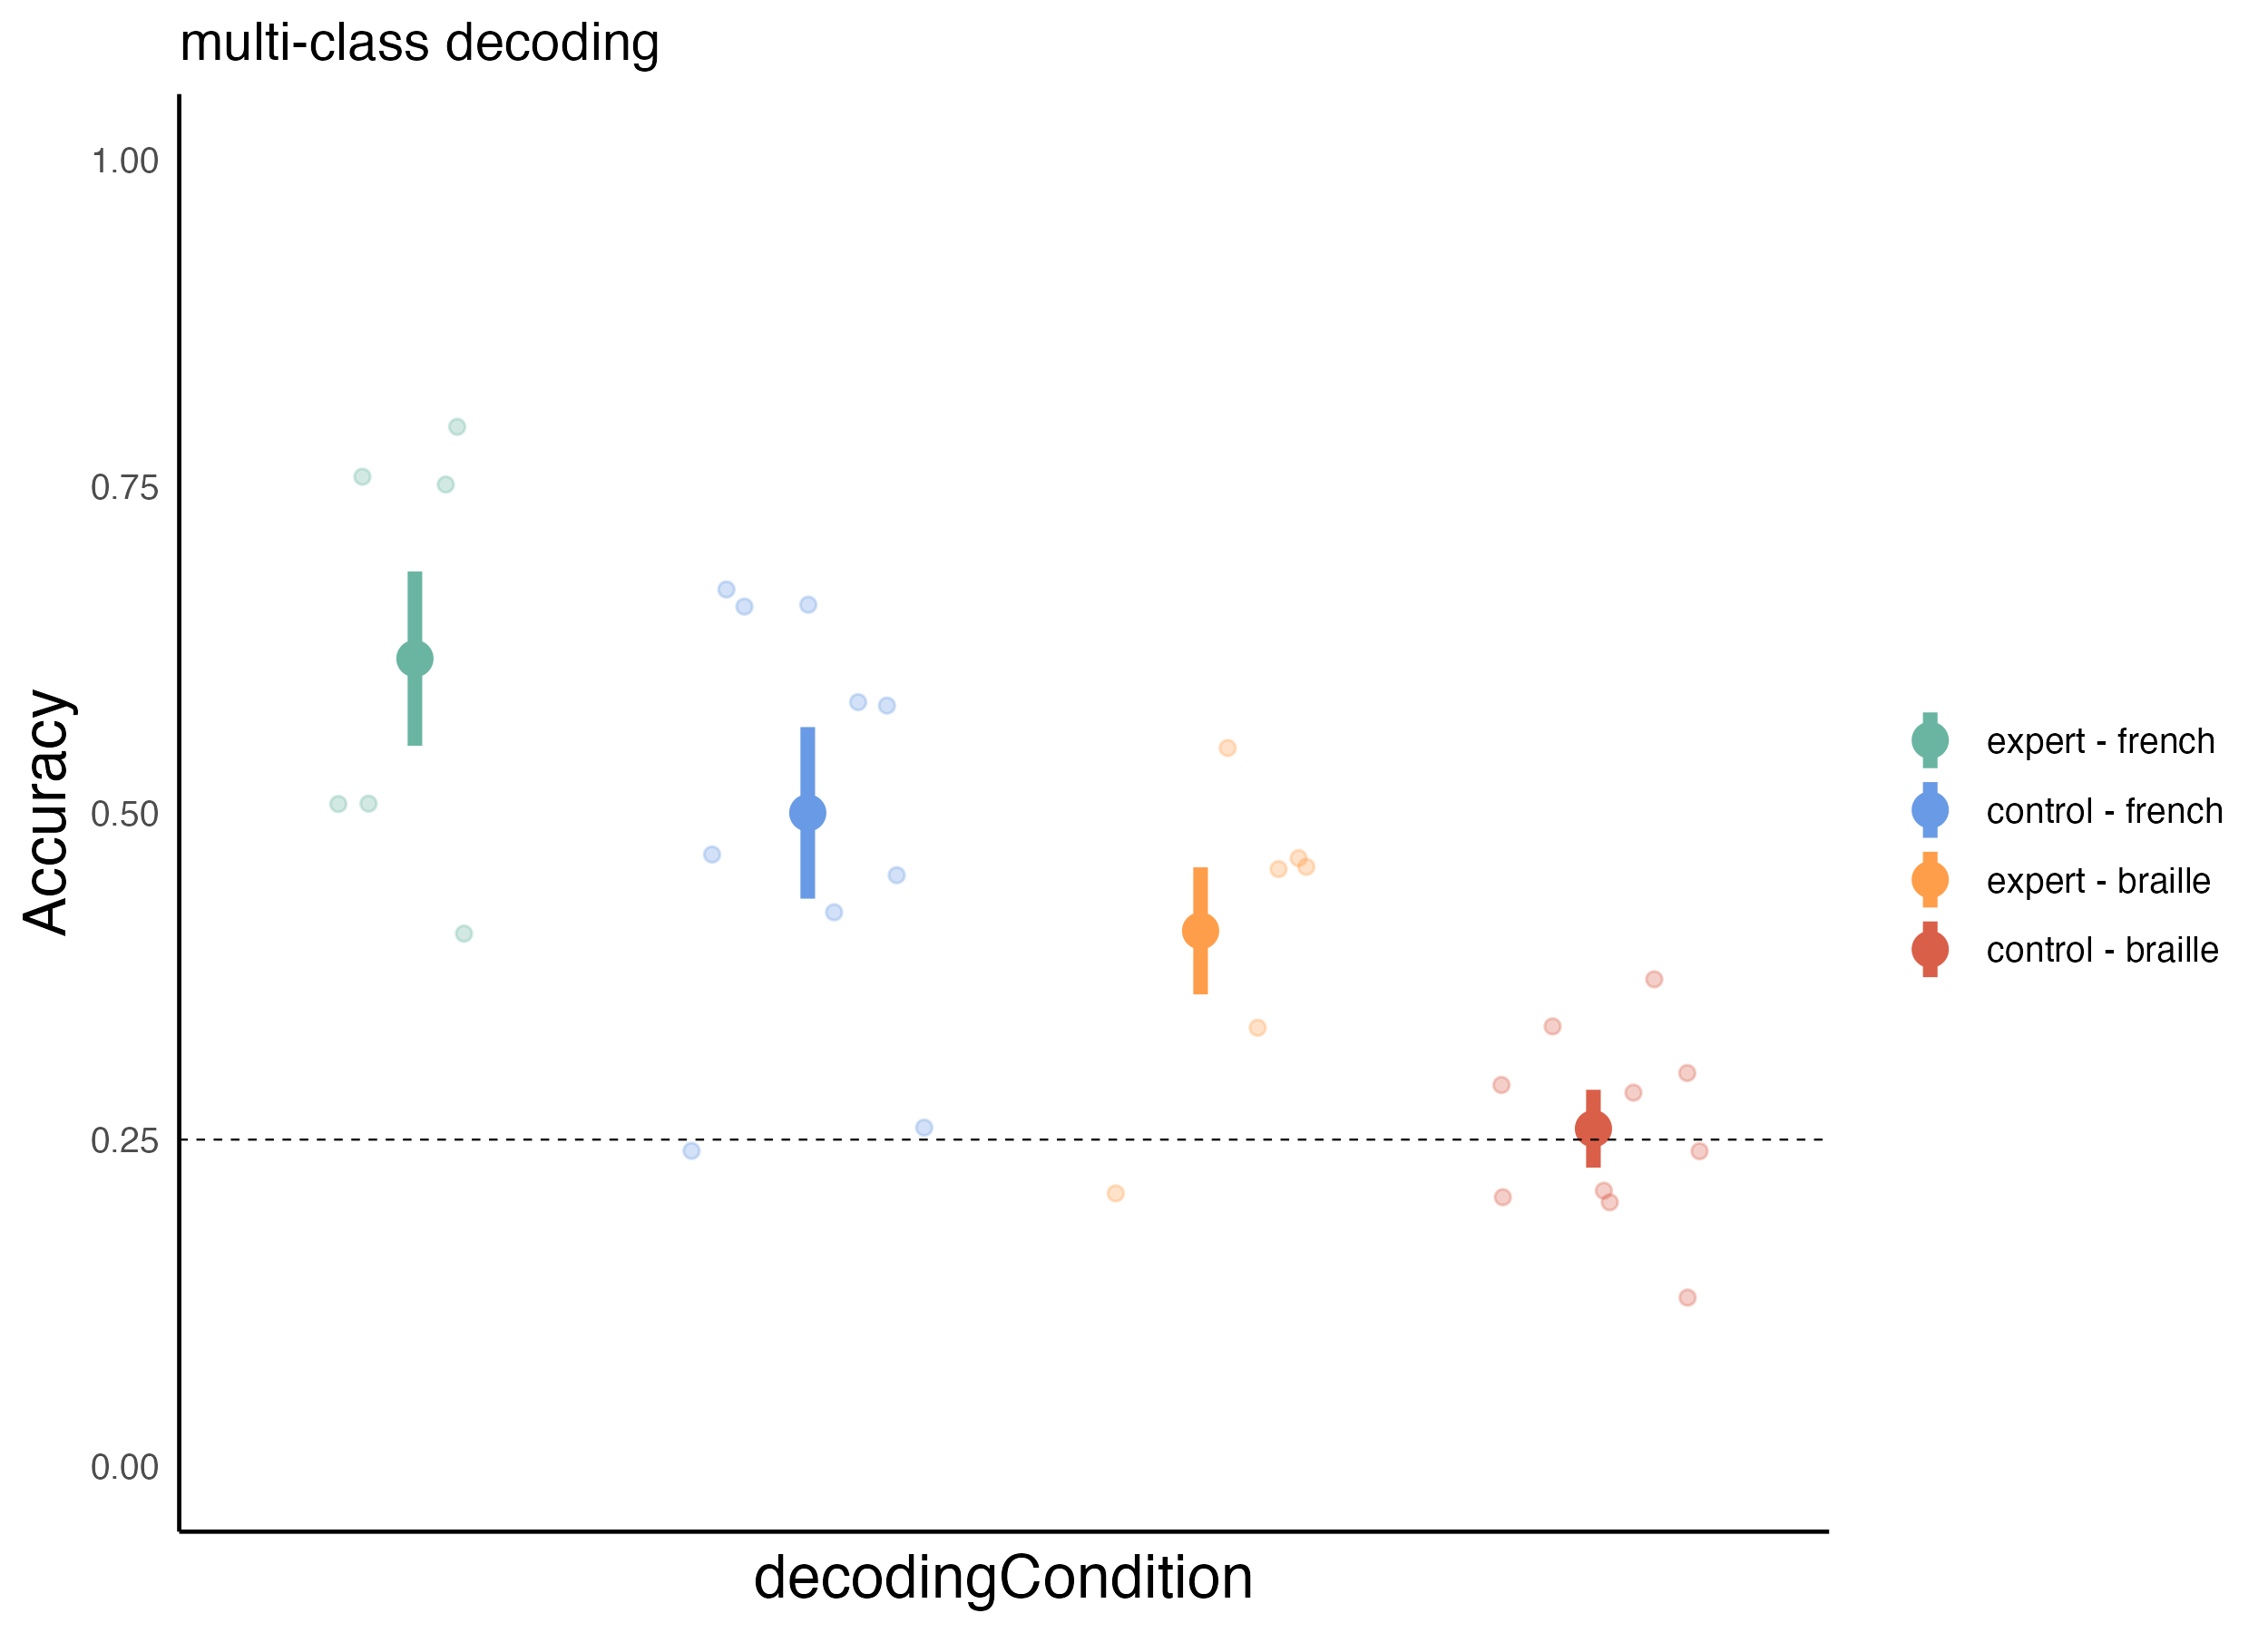 multi-class decoding
1.00
0.75
0.50
0.25
0.00
Accuracy
decodingCondition
expert - french
control - french
expert - braille
control - braille